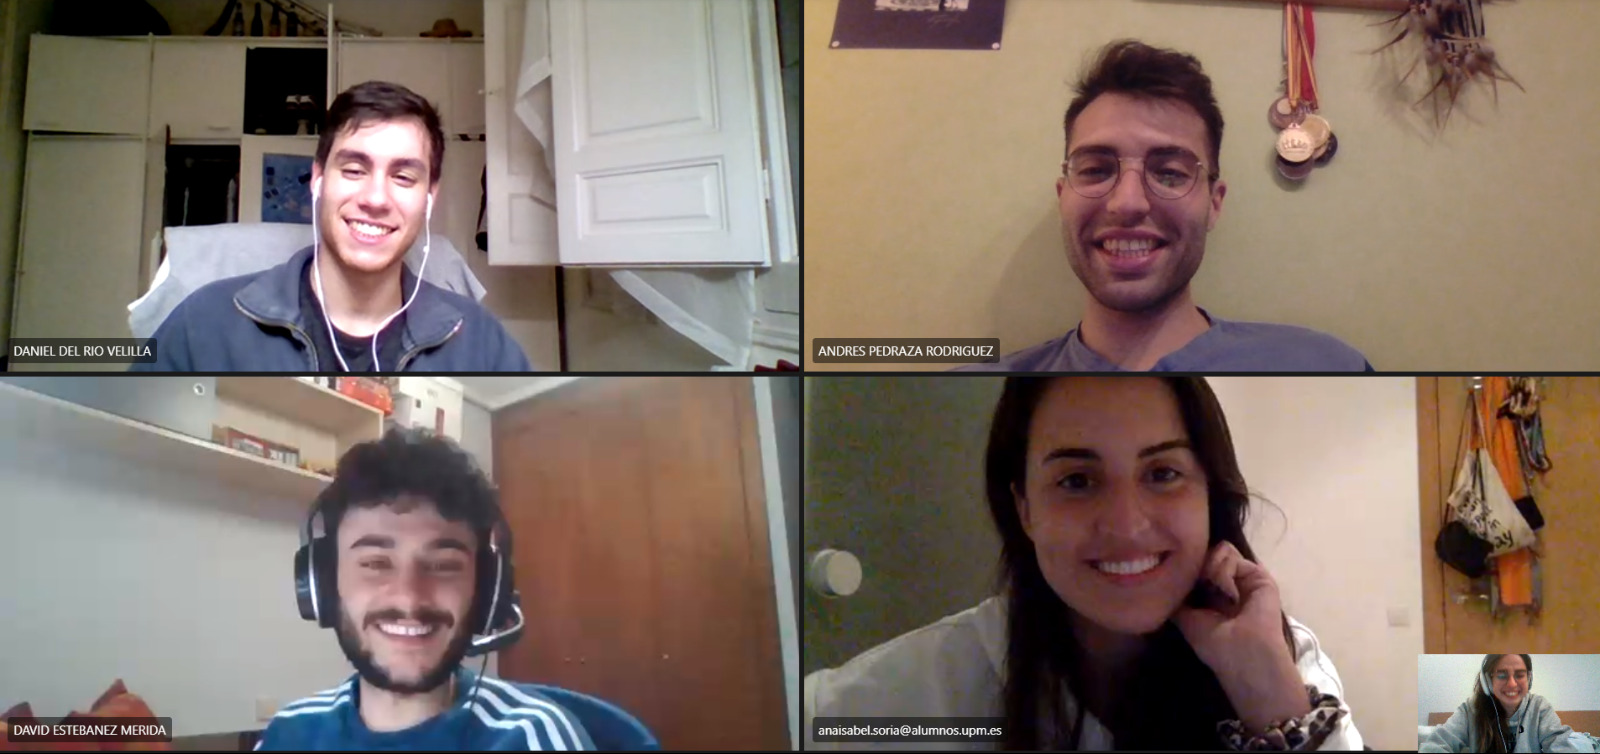 DANIEL DEL RIO VELILLA
ANDRES PEDRAZA RODRIGUEZ
DAVID ESTEBANEZ MERIDA
anaisabel.soria@alumnos.upm.es